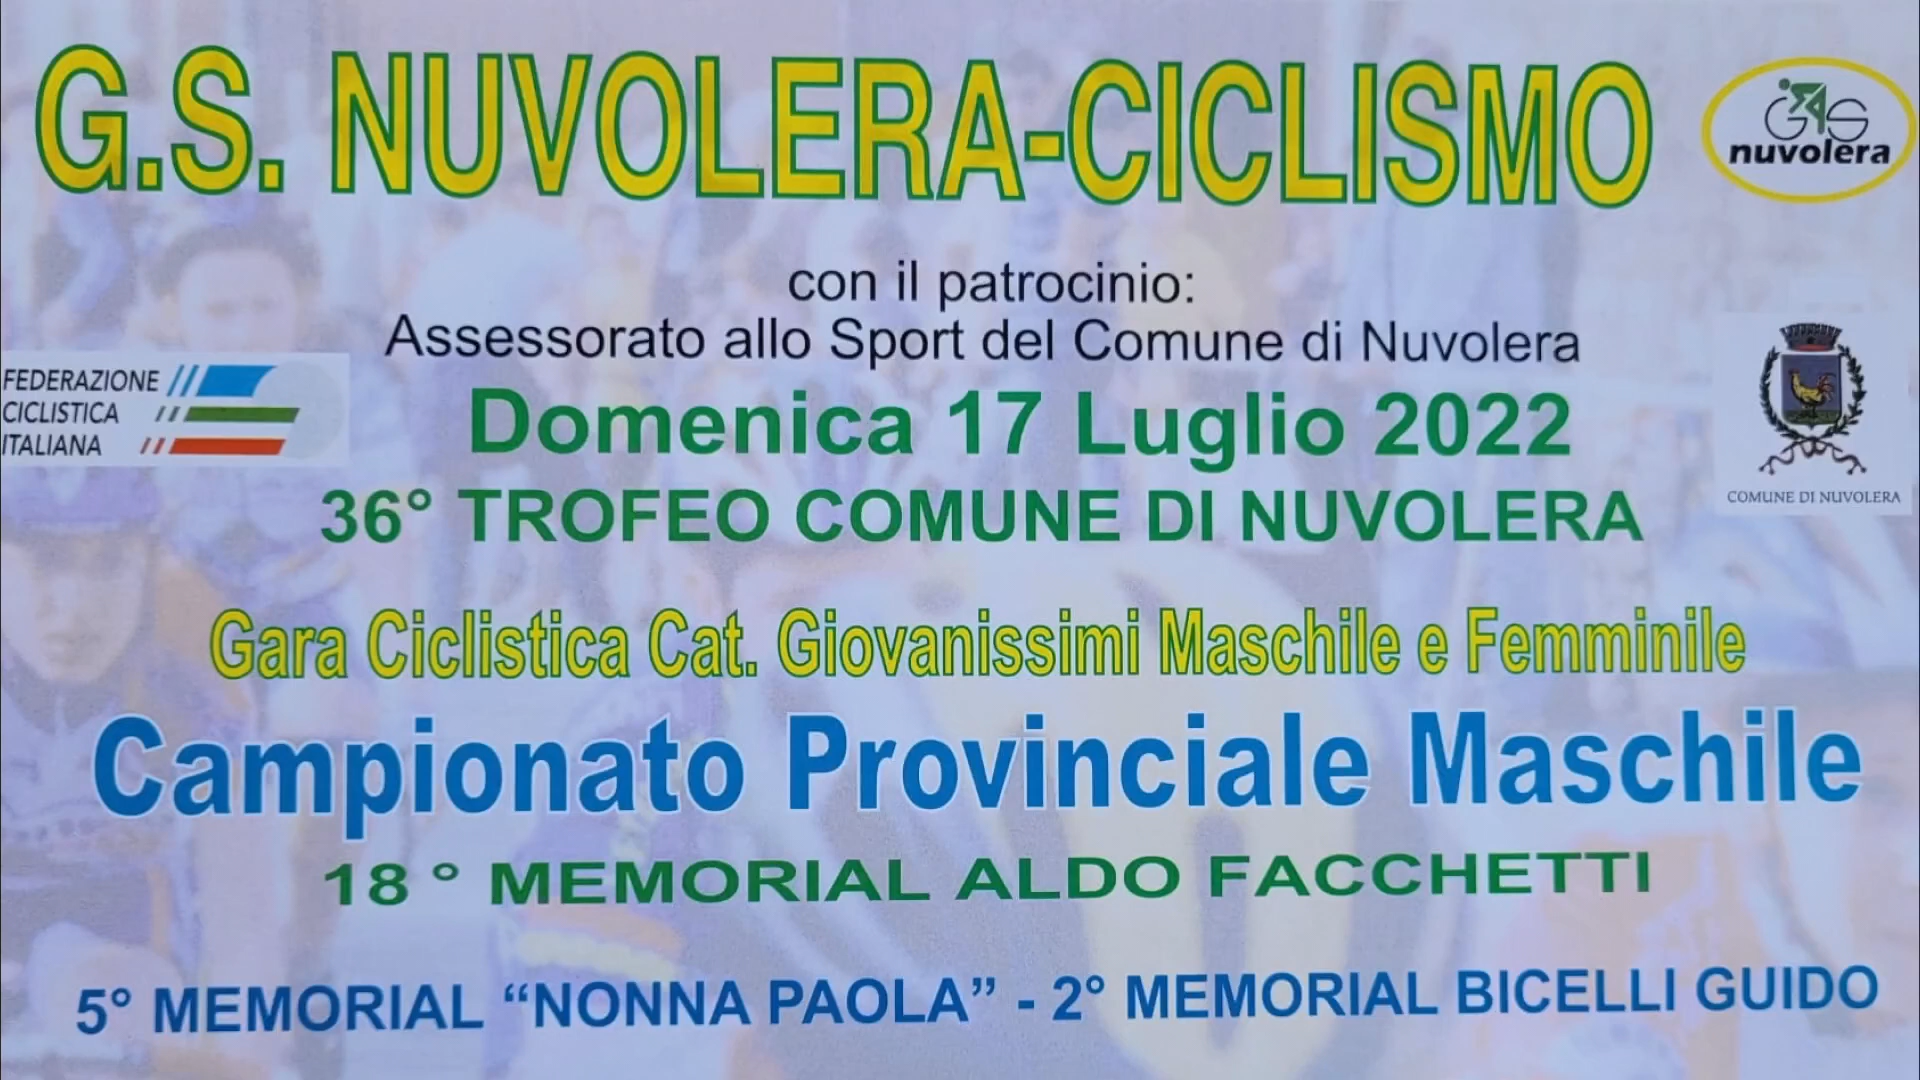 G.S. NUVOLERA-CICLISMO
GS
nuvolera
con il patrocinio:
Assessorato allo Sport del Comune di Nuvolera
FEDERAZIONE
CICLISTICA
ITALIANA
Domenica 17 Luglio 2022
36° TROFEO COMUNE DI NUVOLERA
COMUNE DI NUVOLERA
Gara Ciclistica Cat. Giovanissimi Maschile e Femminile
Campionato Provinciale Maschile
18 ° MEMORIAL ALDO FACCHETTI
5° MEMORIAL “NONNA PAOLA” - 2° MEMORIAL BICELLI GUIDO